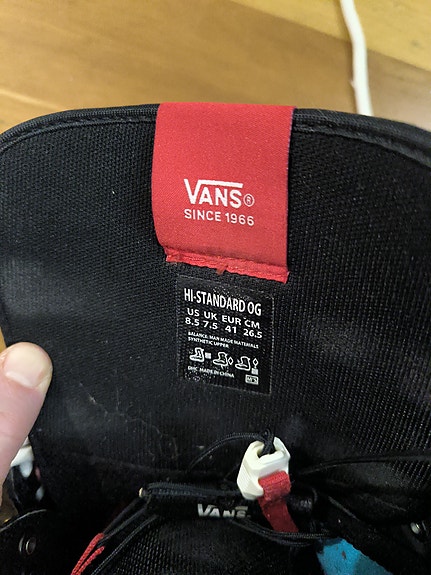 VANS®
SINCE 1966
HI-STANDARD OG
US UK EUR CM
8.5 7.5 41 26.5
BALANCE: MAN MADE MATERIALS
SYNTHETIC UPPER
MADE IN CHINA
VANS